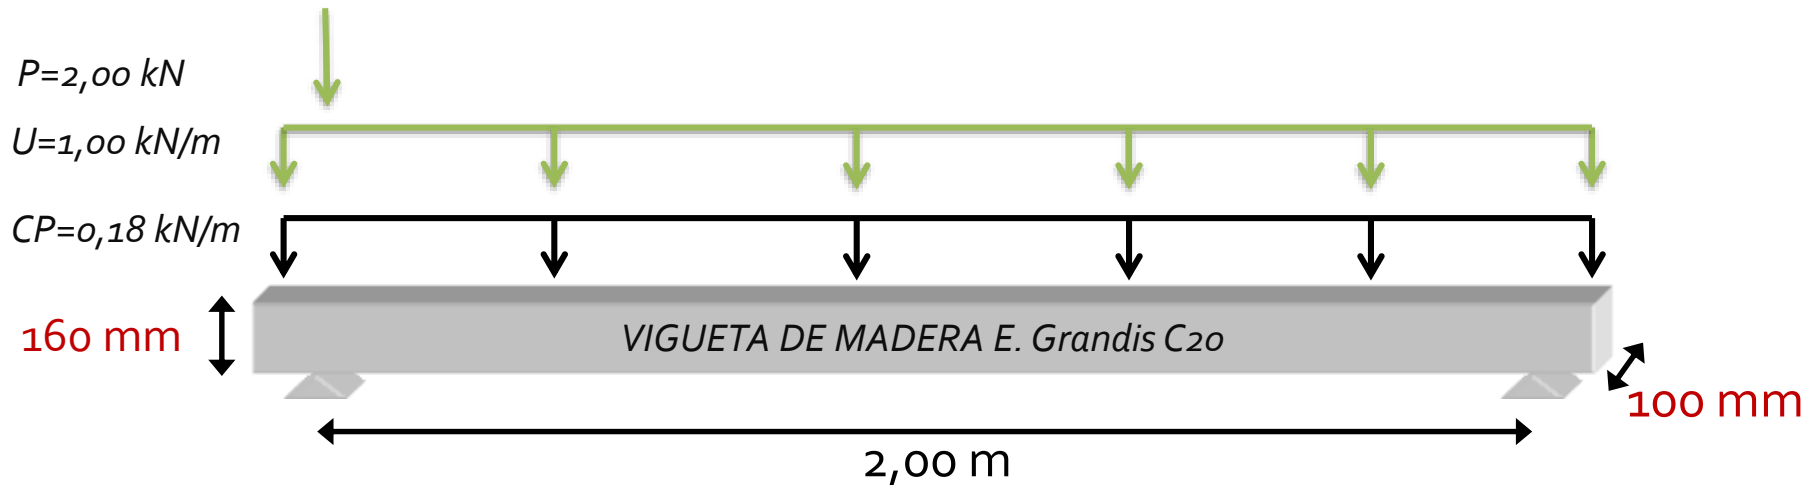 P=2,00 kN
U=1,00 kN/m
CP=0,18 kN/m
160 mm
VIGUETA DE MADERA E. Grandis C20
100 mm
2,00 m